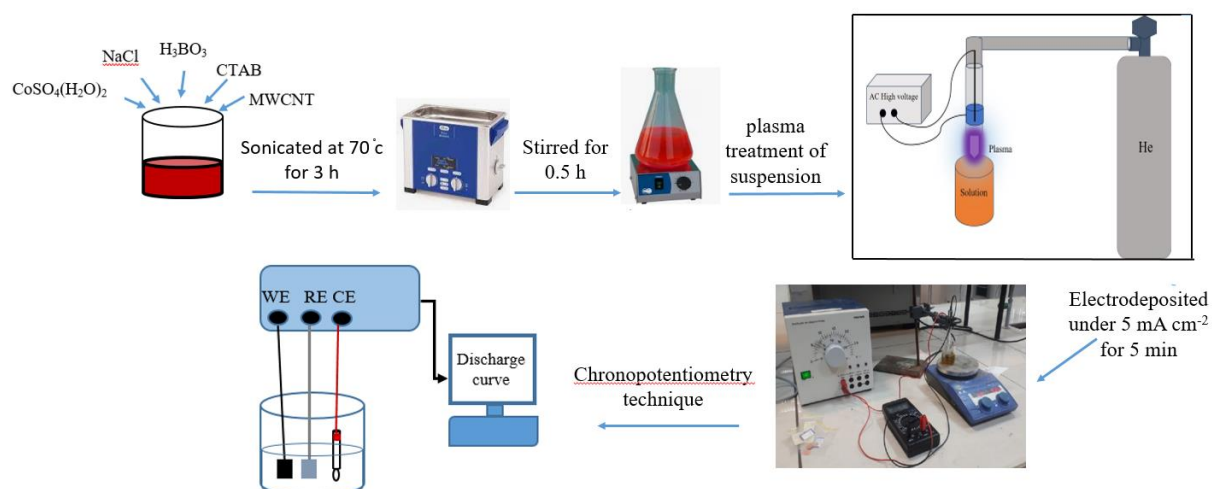 NaCl
H₃BO₃
CTAB
CoSO₄(H₂O)₂
MWCNT
Sonicated at 70°c
for 3 h
Stirred for
0.5 h
plasma
treatment of
suspension
AC High voltage
Plasma
Solution
He
Electrodeposited
under 5 mA cm⁻²
for 5 min
Chronopotentiometry
technique
WE RE CE
Discharge
curve